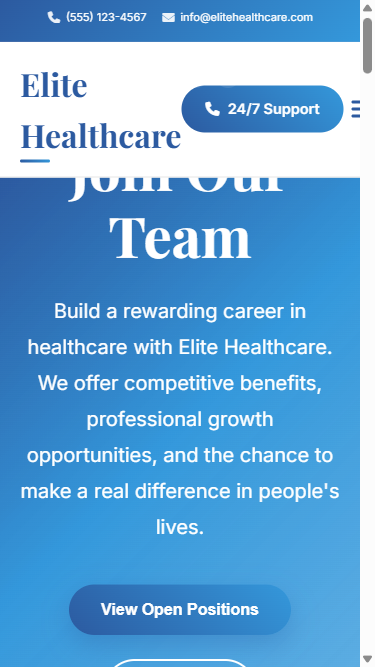 (555) 123-4567 info@elitehealthcare.com
Elite
Healthcare
24/7 Support
Join Our
Team
Build a rewarding career in
healthcare with Elite Healthcare.
We offer competitive benefits,
professional growth
opportunities, and the chance to
make a real difference in people's
lives.
View Open Positions